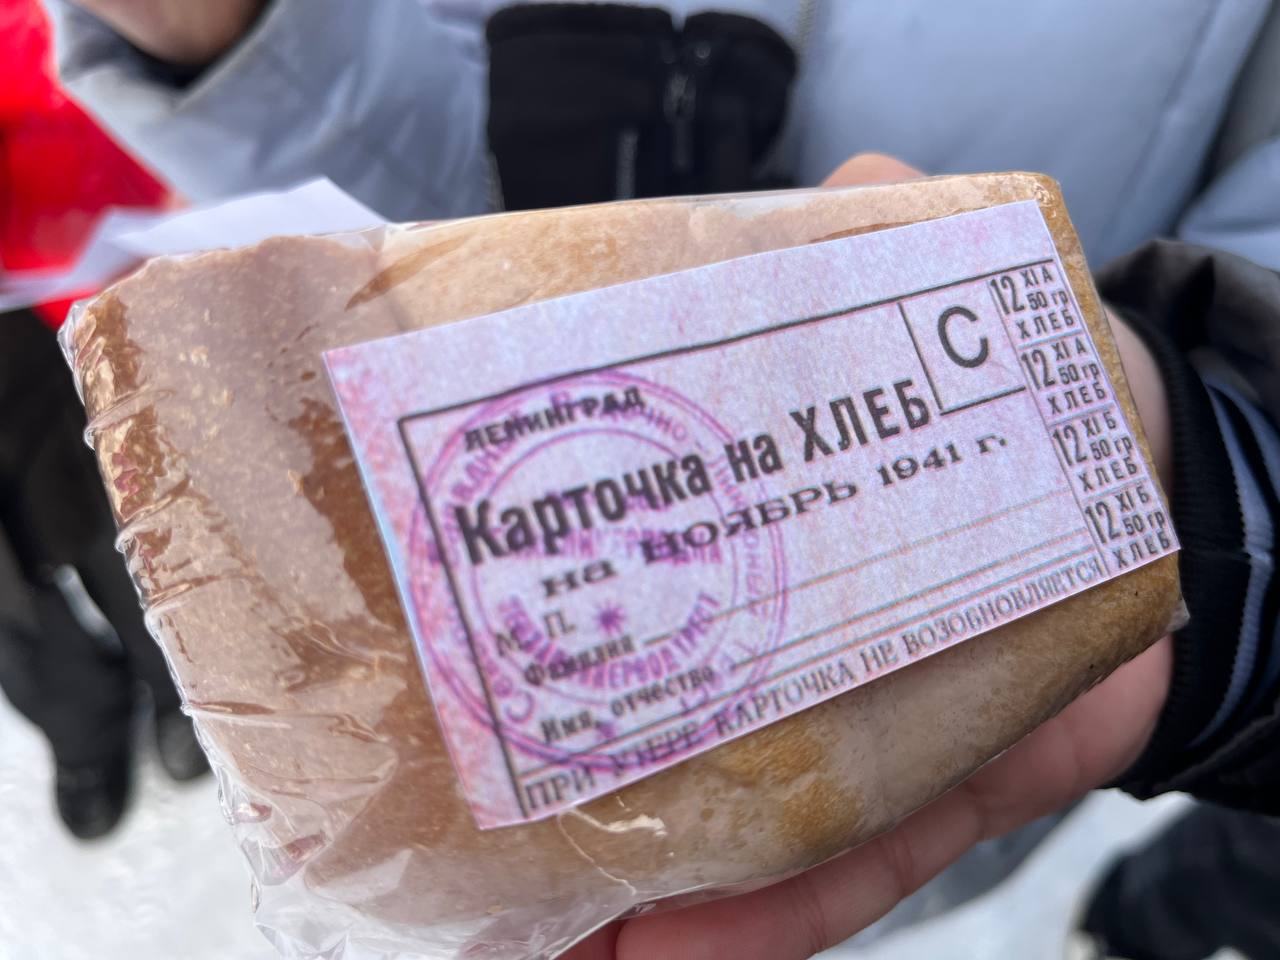 ЛЕНИНГРАД
С
Карточка на ХЛЕБ
на НОЯБРЬ 1941 г.
М. П.
Фамилия
Имя, отчество
ПРИ УТЕРЕ КАРТОЧКА НЕ ВОЗОБНОВЛЯЕТСЯ
12 XI А
50 гр
ХЛЕБ
12 XI А
50 гр
ХЛЕБ
12 XI Б
50 гр
ХЛЕБ
12 XI Б
50 гр
ХЛЕБ